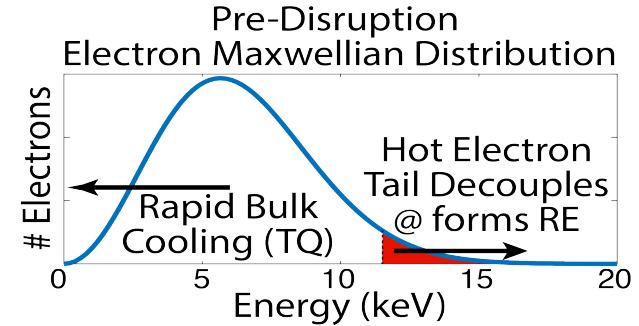 Pre-Disruption
Electron Maxwellian Distribution
# Electrons
Hot Electron
Tail Decouples
@ forms RE
Rapid Bulk
Cooling (TQ)
0 5 10 15 20
Energy (keV)